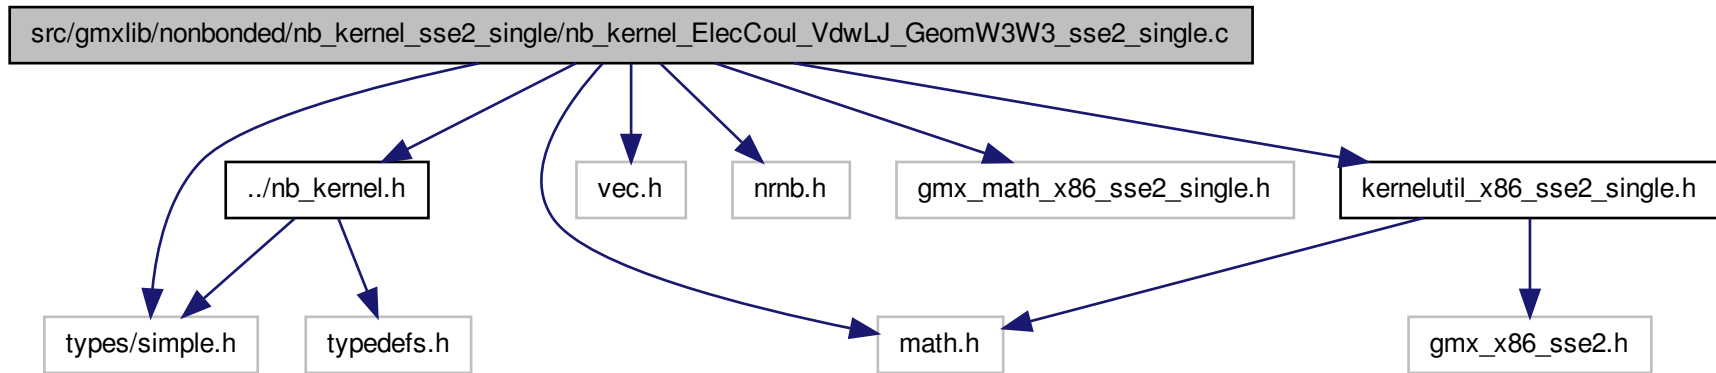 src/gmxlib/nonbonded/nb_kernel_sse2_single/nb_kernel_ElecCoul_VdwLJ_GeomW3W3_sse2_single.c
../nb_kernel.h
vec.h
nrnb.h
gmx_math_x86_sse2_single.h
kernelutil_x86_sse2_single.h
types/simple.h
typedefs.h
math.h
gmx_x86_sse2.h